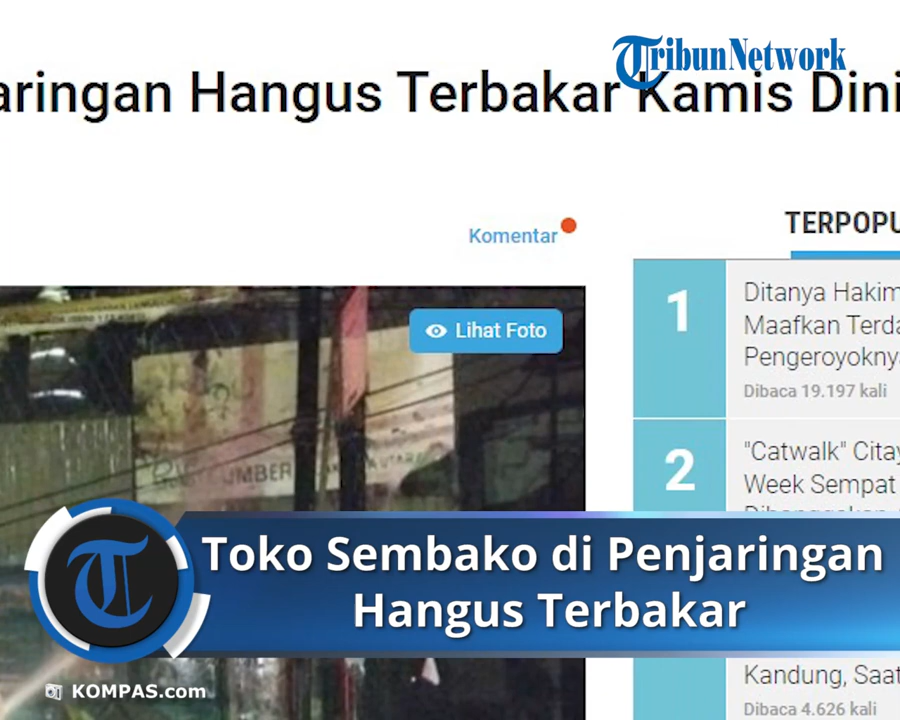 TribunNetwork
aringan Hangus Terbakar Kamis Dini
Komentar
TERPOPU
Lihat Foto
1
Ditanya Hakim
Maafkan Terda
Pengeroyokny
Dibaca 19.197 kali
2
"Catwalk" Citay
Week Sempat
Toko Sembako di Penjaringan
Hangus Terbakar
Kandung, Saat
Dibaca 4.626 kali
KOMPAS.com